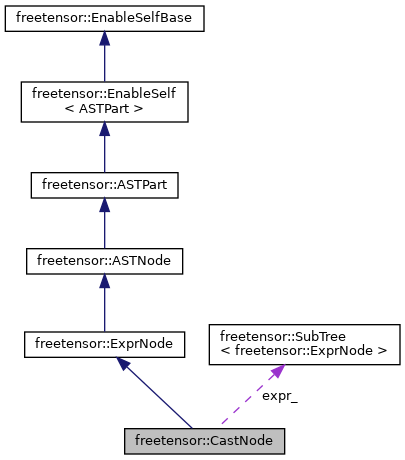 freetensor::EnableSelfBase
freetensor::EnableSelf
< ASTPart >
freetensor::ASTPart
freetensor::ASTNode
freetensor::ExprNode
freetensor::SubTree
< freetensor::ExprNode >
expr_
freetensor::CastNode